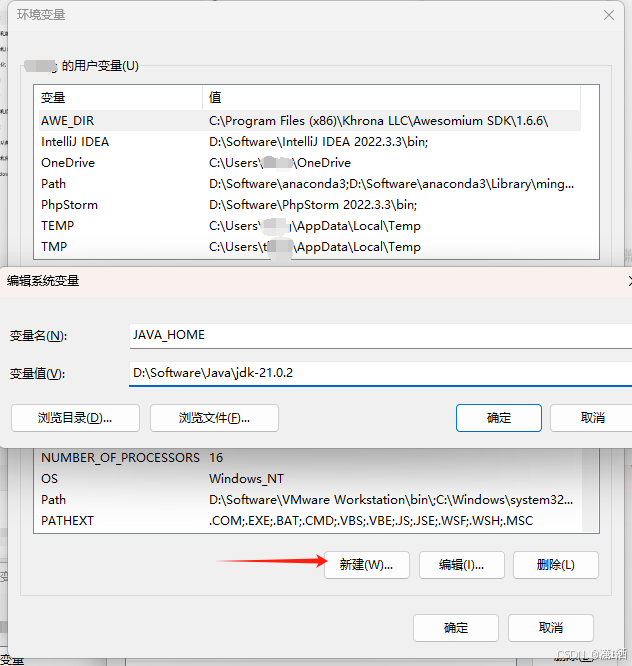 环境变量
的用户变量(U)
变量 值
AWE_DIR C:\Program Files (x86)\Khrona LLC\Awesomium SDK\1.6.6\
IntelliJ IDEA D:\Software\IntelliJ IDEA 2022.3.3\bin;
OneDrive C:\Users\ \OneDrive
Path D:\Software\anaconda3;D:\Software\anaconda3\Library\ming...
PhpStorm D:\Software\PhpStorm 2022.3.3\bin;
TEMP C:\Users\ \AppData\Local\Temp
TMP C:\Users\ \AppData\Local\Temp
编辑系统变量
变量名(N): JAVA_HOME
变量值(V): D:\Software\Java\jdk-21.0.2
浏览目录(D)... 浏览文件(F)... 确定 取消
NUMBER_OF_PROCESSORS 16
OS Windows_NT
Path D:\Software\VMware Workstation\bin\;C:\Windows\system32...
PATHEXT .COM;.EXE;.BAT;.CMD;.VBS;.VBE;.JS;.JSE;.WSF;.WSH;.MSC
新建(W)... 编辑(I)... 删除(L)
确定 取消
变量